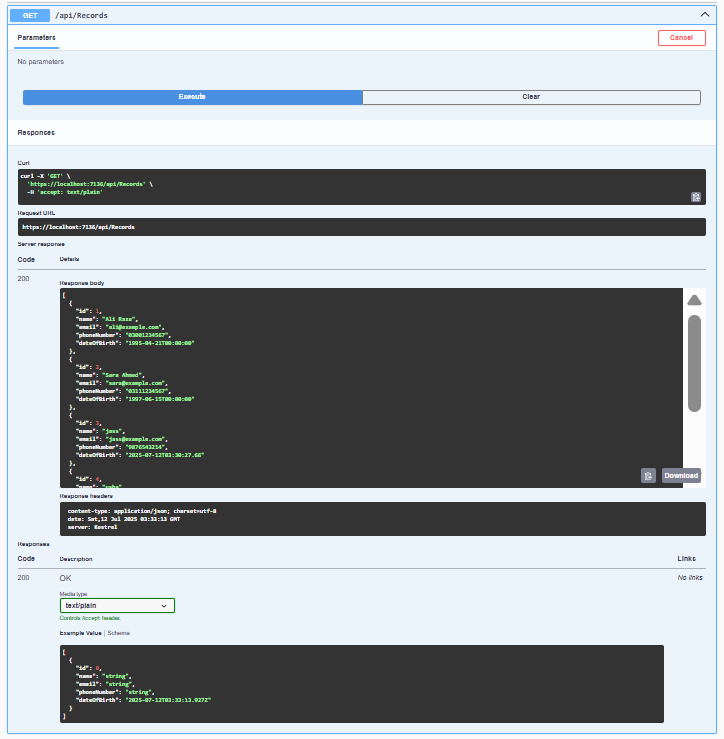 GET /api/Records
Parameters
Cancel
No parameters
Execute
Clear
Responses
Curl
curl -X 'GET' \
'https://localhost:7136/api/Records' \
-H 'accept: text/plain'
Request URL
https://localhost:7136/api/Records
Server response
Code Details
200
Response body
[
{
"id": 1,
"name": "Ali Raza",
"email": "ali@example.com",
"phoneNumber": "03001234567",
"dateOfBirth": "1995-04-21T00:00:00"
},
{
"id": 2,
"name": "Sara Ahmed",
"email": "sara@example.com",
"phoneNumber": "03111234567",
"dateOfBirth": "1997-06-15T00:00:00"
},
{
"id": 3,
"name": "jass",
"email": "jass@example.com",
"phoneNumber": "9876543214",
"dateOfBirth": "2025-07-12T03:30:27.66"
},
{
"id": 4,
"name":
Download
Response headers
content-type: application/json; charset=utf-8
date: Sat,12 Jul 2025 03:33:13 GMT
server: Kestrel
Responses
Code Description Links
200 OK No links
Media type
text/plain
Controls Accept header.
Example Value | Schema
[
{
"id": 0,
"name": "string",
"email": "string",
"phoneNumber": "string",
"dateOfBirth": "2025-07-12T03:33:13.927Z"
}
]